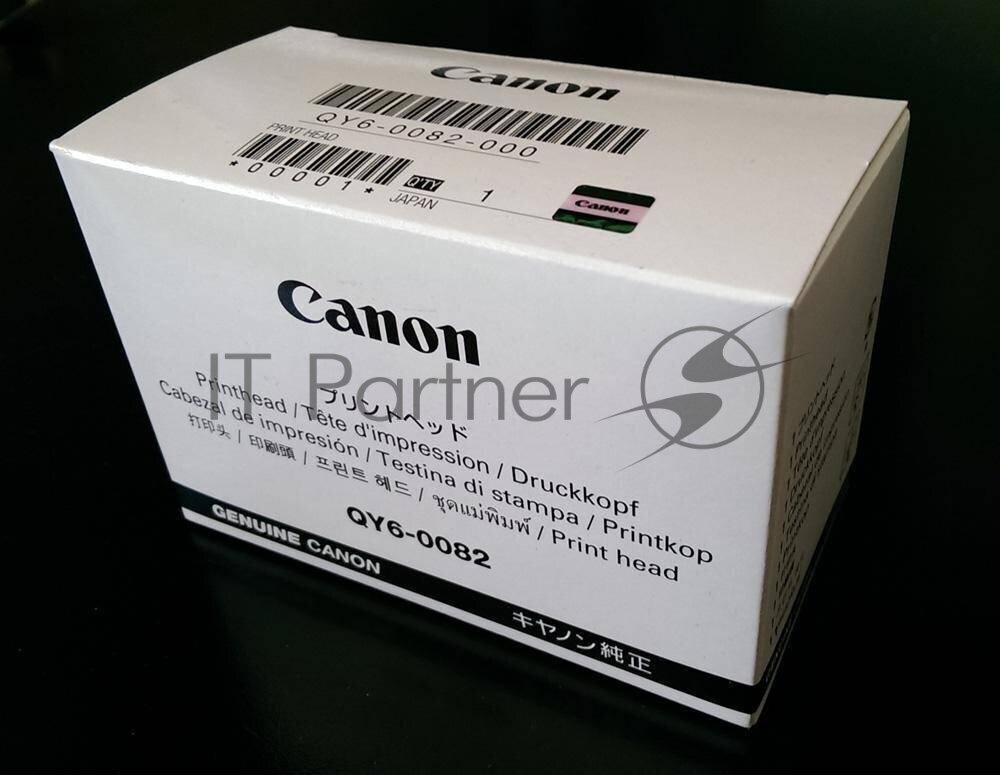 Canon
QY6-0082-000
PRINT HEAD
*00001*
Q'TY 1
JAPAN
Canon
Canon
IT Partner
プリントヘッド
Printhead / Tête d'impression / Druckkopf
Cabezal de impresión / Testina di stampa / Printkop
打印头 / 印刷頭 / 프린트 헤드 / ชุดแม่พิมพ์ / Print head
QY6-0082
GENUINE CANON
キヤノン純正